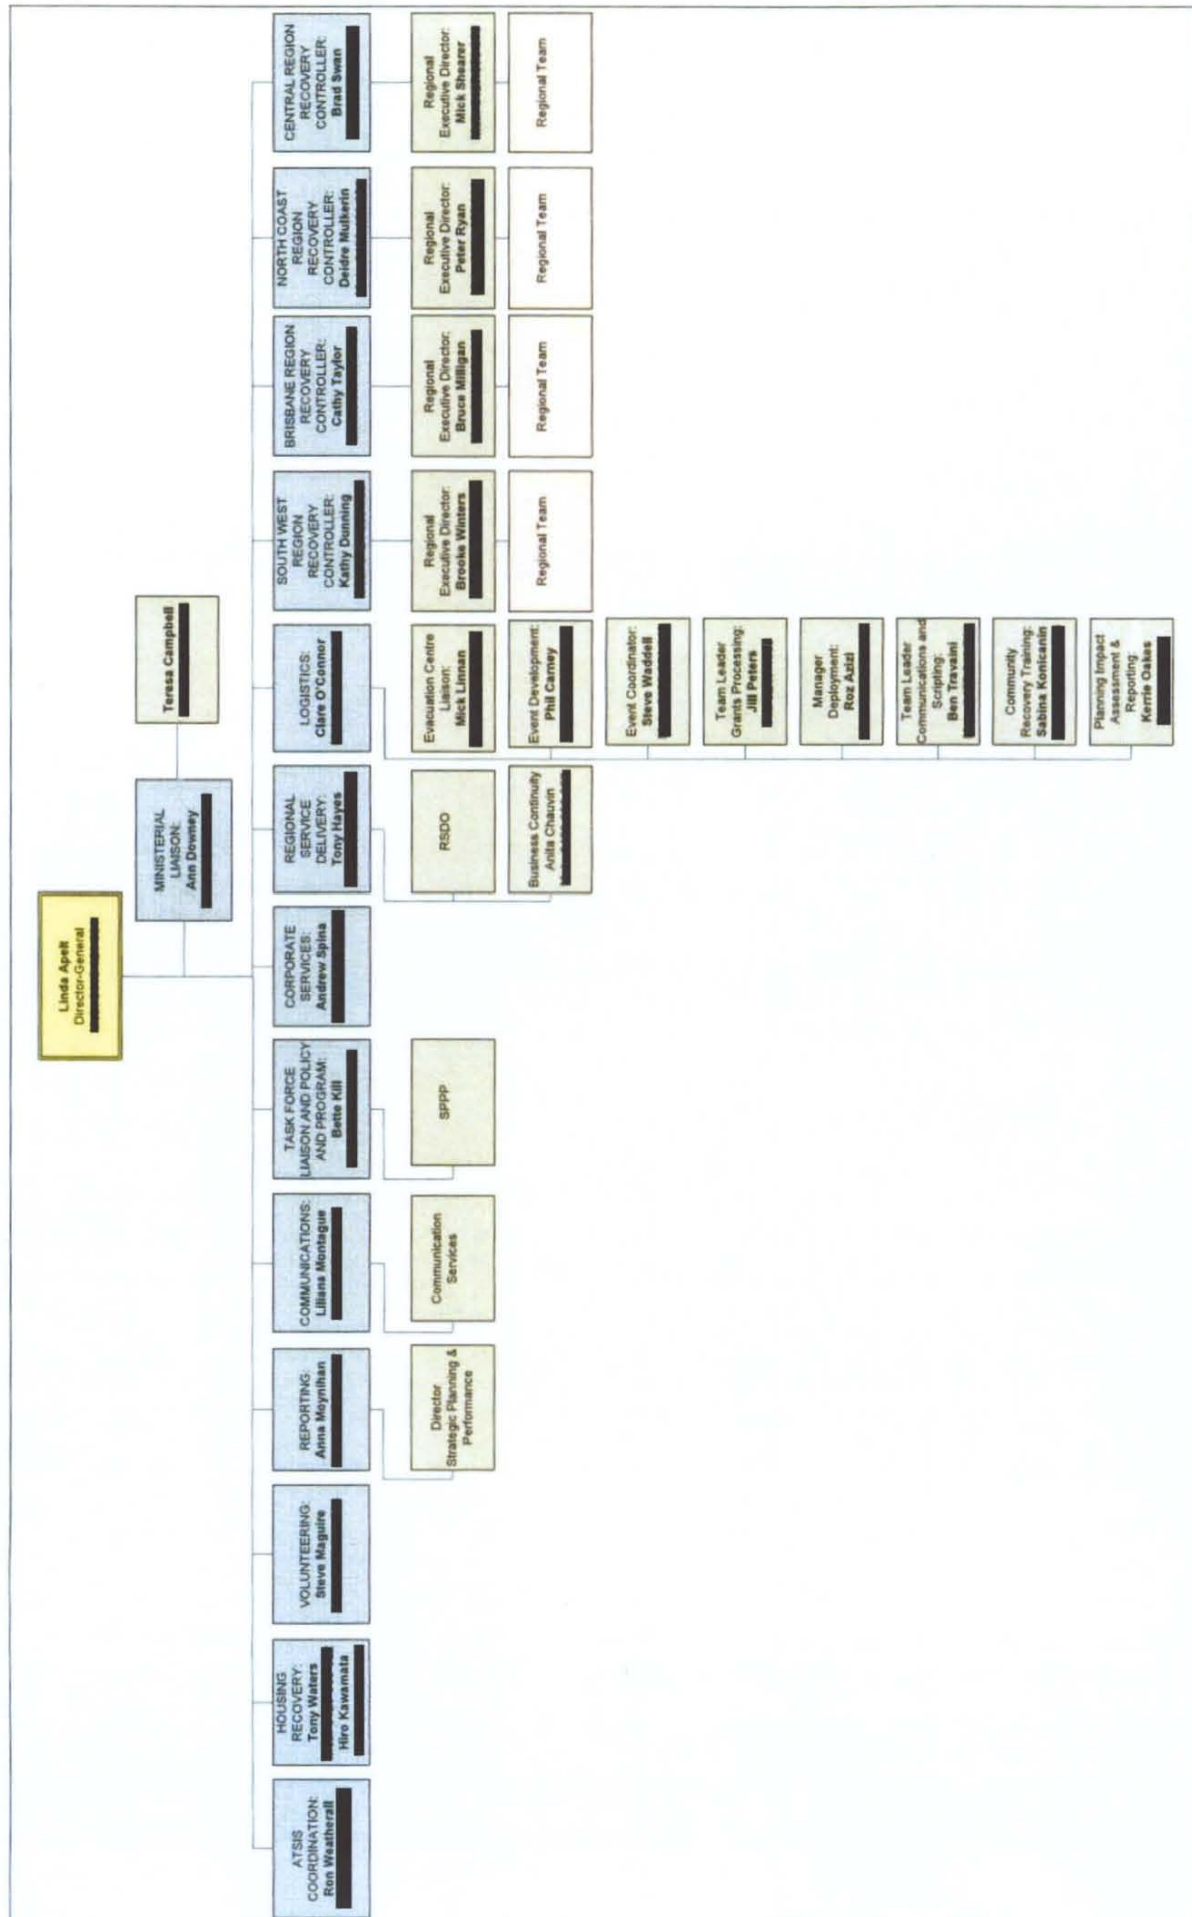 Linda Apelt
Director-General
MINISTERIAL
LIAISON:
Ann Downey
Teresa Campbell
ATSIS
COORDINATION:
Ron Weatherall
HOUSING
RECOVERY:
Tony Waters
Hiro Kawamata
VOLUNTEERING:
Steve Maguire
REPORTING:
Anna Moynihan
COMMUNICATIONS:
Liliana Montague
TASK FORCE
LIAISON AND POLICY
AND PROGRAM:
Bette Kill
CORPORATE
SERVICES:
Andrew Spina
REGIONAL
SERVICE
DELIVERY:
Tony Hayes
LOGISTICS:
Clare O'Connor
SOUTH WEST
REGION
RECOVERY
CONTROLLER:
Kathy Dunning
BRISBANE REGION
RECOVERY
CONTROLLER:
Cathy Taylor
NORTH COAST
REGION
RECOVERY
CONTROLLER:
Deidre Mulkerin
CENTRAL REGION
RECOVERY
CONTROLLER:
Brad Swan
Director
Strategic Planning &
Performance
Communication
Services
SPPP
RSDO
Evacuation Centre
Liaison:
Mick Linnan
Regional
Executive Director:
Brooke Winters
Regional
Executive Director:
Bruce Milligan
Regional
Executive Director:
Peter Ryan
Regional
Executive Director:
Mick Shearer
Business Continuity
Anita Chauvin
Event Development:
Phil Carney
Regional Team
Regional Team
Regional Team
Regional Team
Event Coordinator:
Steve Waddell
Team Leader
Grants Processing:
Jill Peters
Manager
Deployment:
Roz Azizi
Team Leader
Communications and
Scripting:
Ben Travaini
Community
Recovery Training:
Sabina Konicanin
Planning Impact
Assessment &
Reporting:
Kerrie Oakes